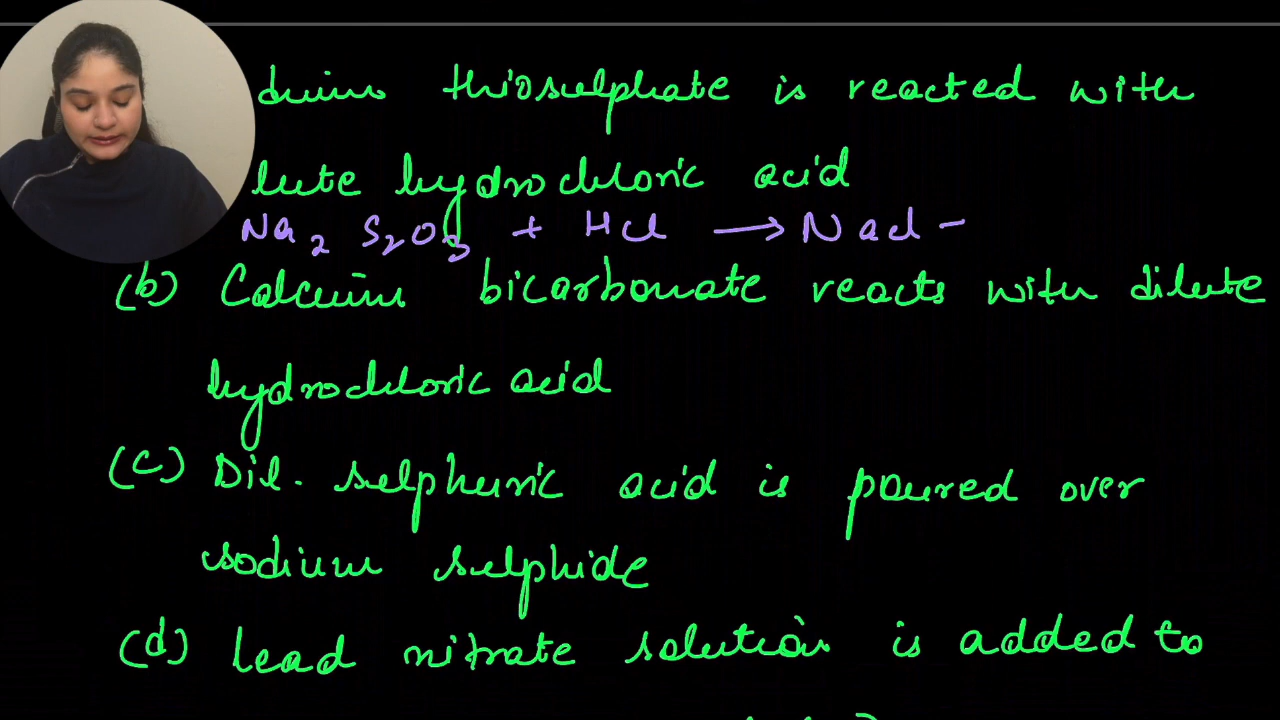 dium thiosulphate is reacted with
lute hydrochloric acid
Na2 S2O3 + HCl → NaCl -
(b) Calcium bicarbonate reacts with dilute
hydrochloric acid
(c) Dil. sulphuric acid is poured over
sodium sulphide
(d) lead nitrate solution is added to